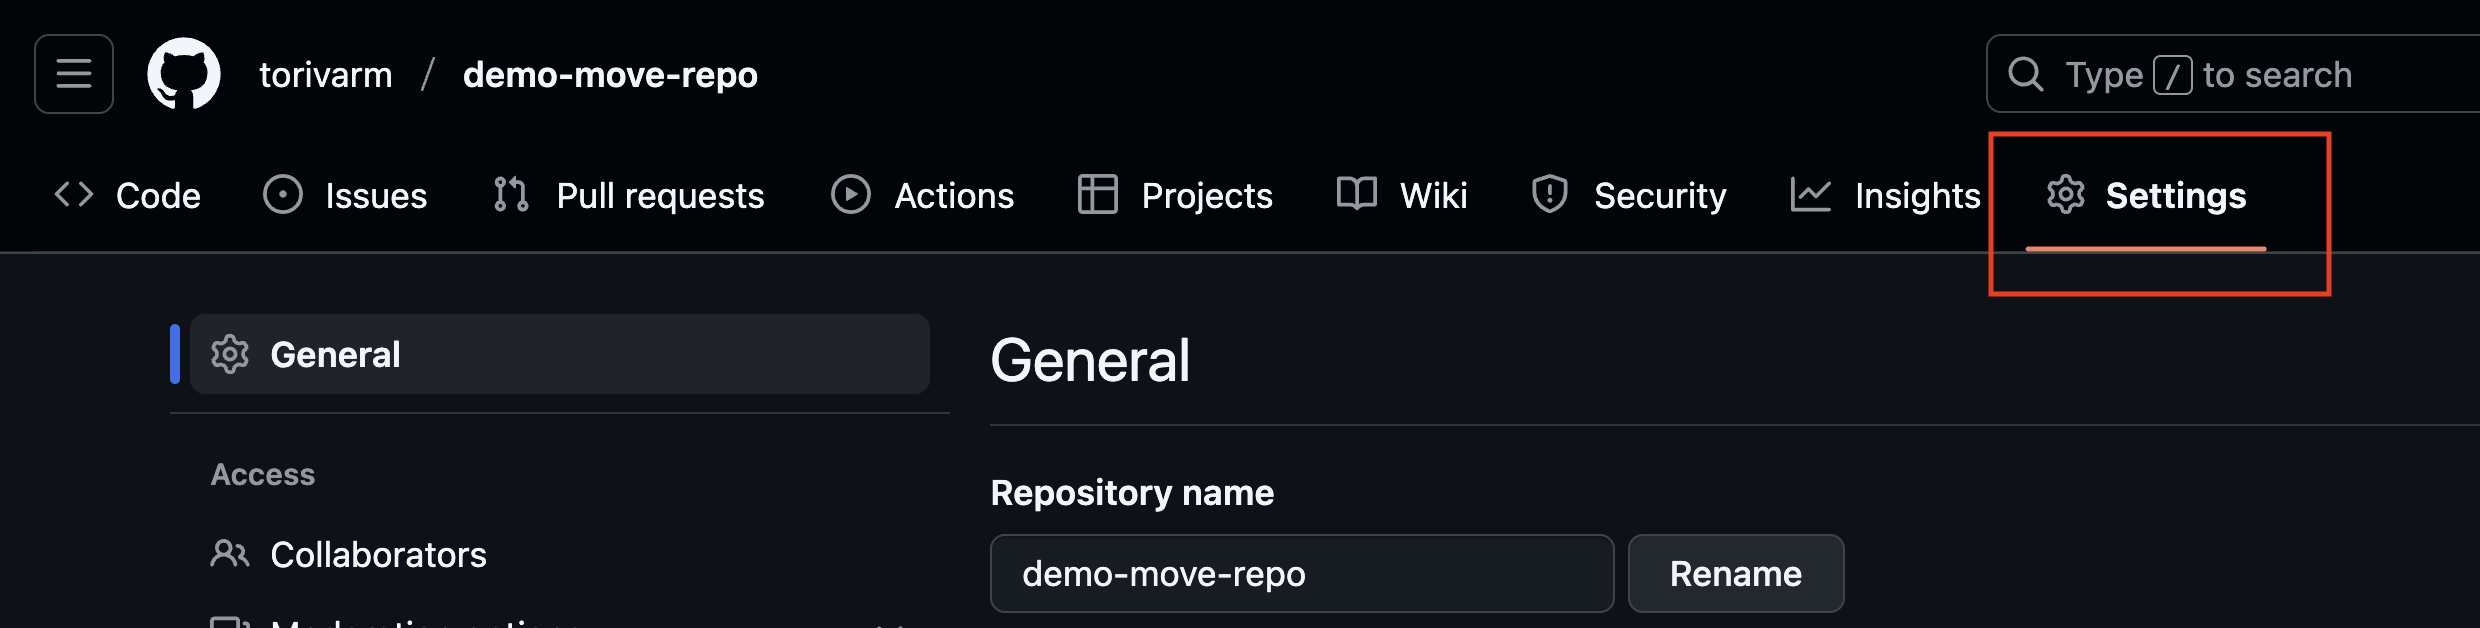 torivarm / demo-move-repo
Type / to search
Code Issues Pull requests Actions Projects Wiki Security Insights Settings
General
General
Access
Repository name
Collaborators
demo-move-repo Rename